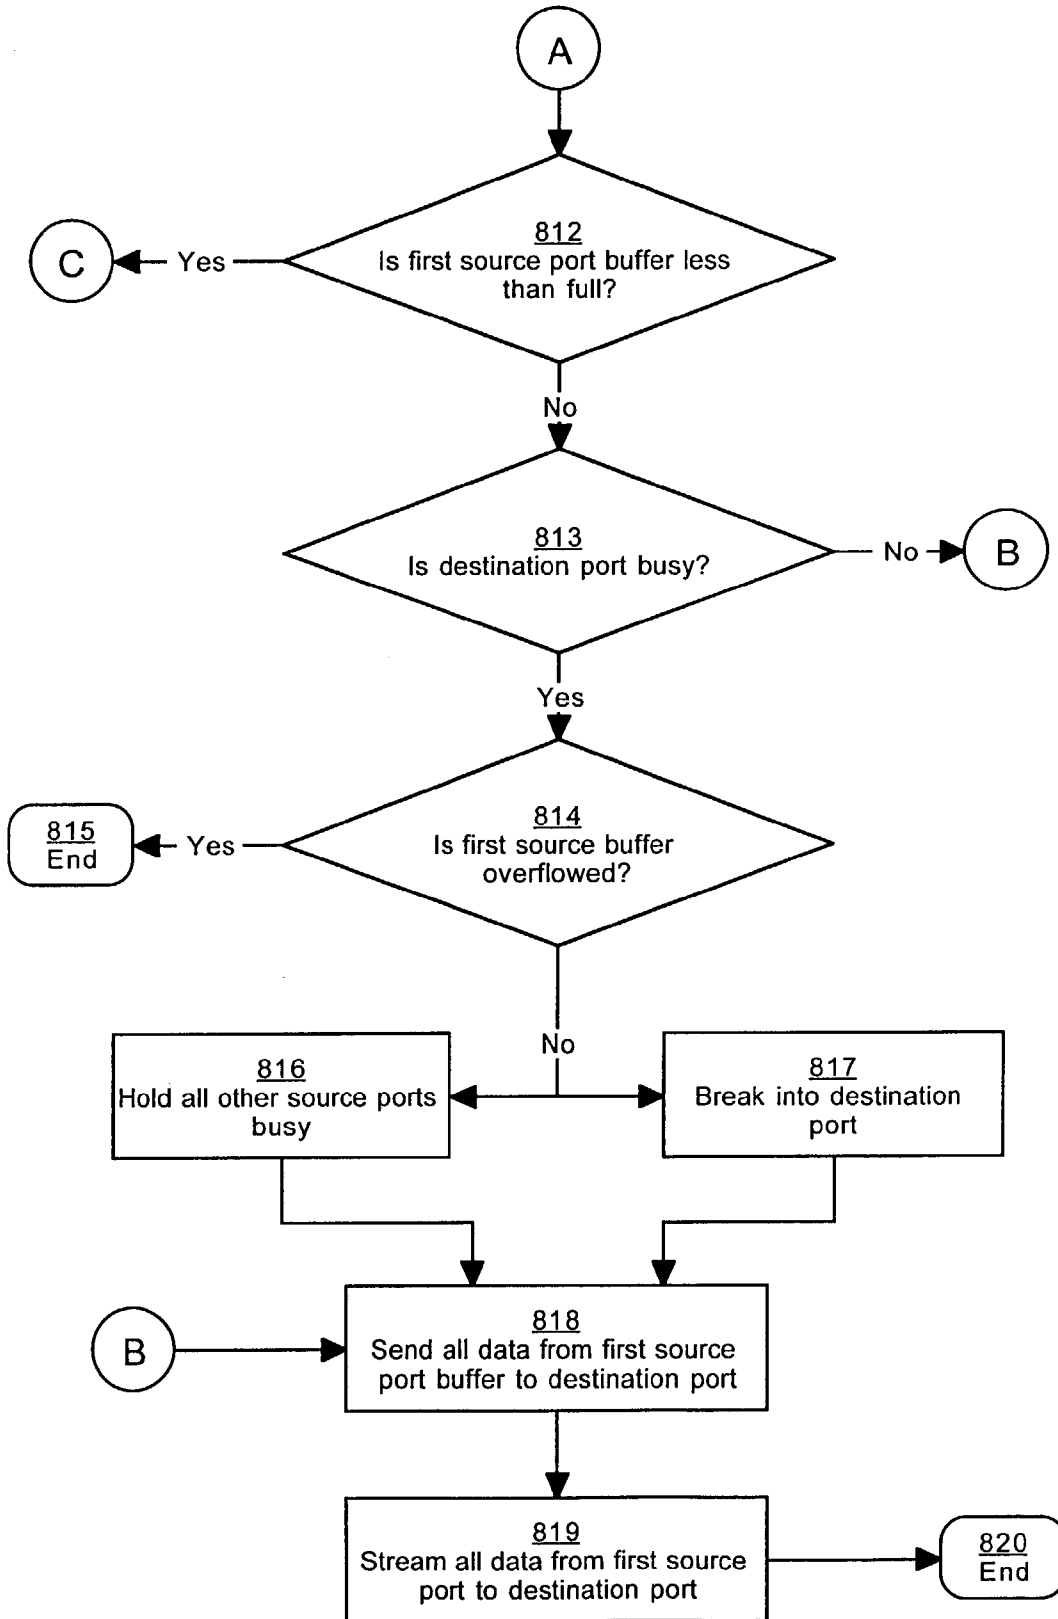 A
812
Is first source port buffer less
than full?
C
Yes
No
813
Is destination port busy?
No
B
Yes
814
Is first source buffer
overflowed?
Yes
815
End
No
816
Hold all other source ports
busy
817
Break into destination
port
B
818
Send all data from first source
port buffer to destination port
819
Stream all data from first source
port to destination port
820
End